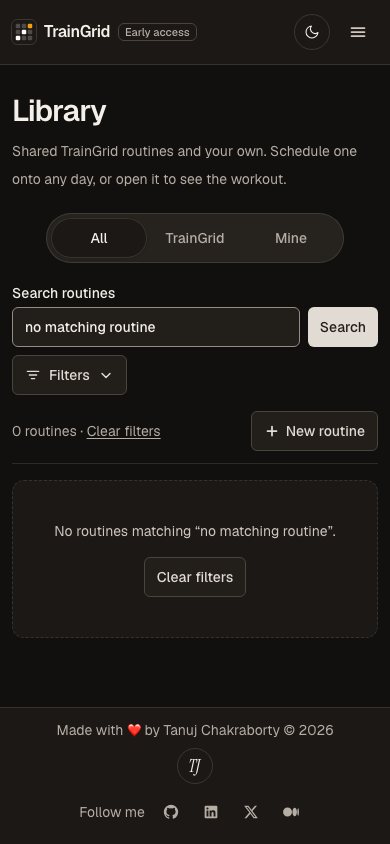 TrainGrid Early access
Library
Shared TrainGrid routines and your own. Schedule one
onto any day, or open it to see the workout.
All TrainGrid Mine
Search routines
no matching routine Search
Filters
0 routines · Clear filters + New routine
No routines matching “no matching routine”.
Clear filters
Made with ❤️ by Tanuj Chakraborty © 2026
TJ
Follow me